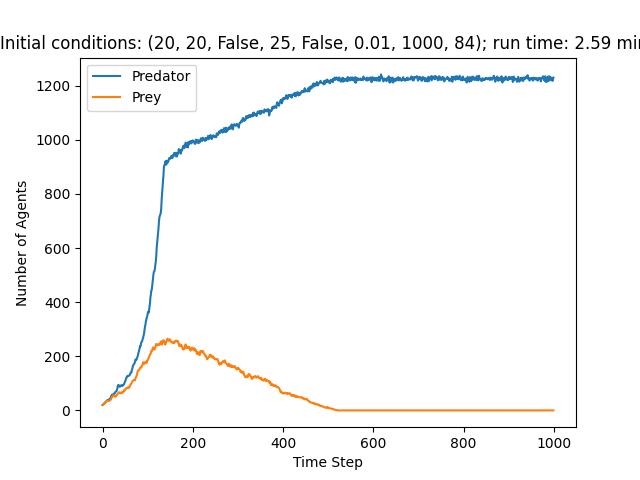 Initial conditions: (20, 20, False, 25, False, 0.01, 1000, 84); run time: 2.59 min
Predator
Prey
Number of Agents
1200
1000
800
600
400
200
0
0 200 400 600 800 1000
Time Step